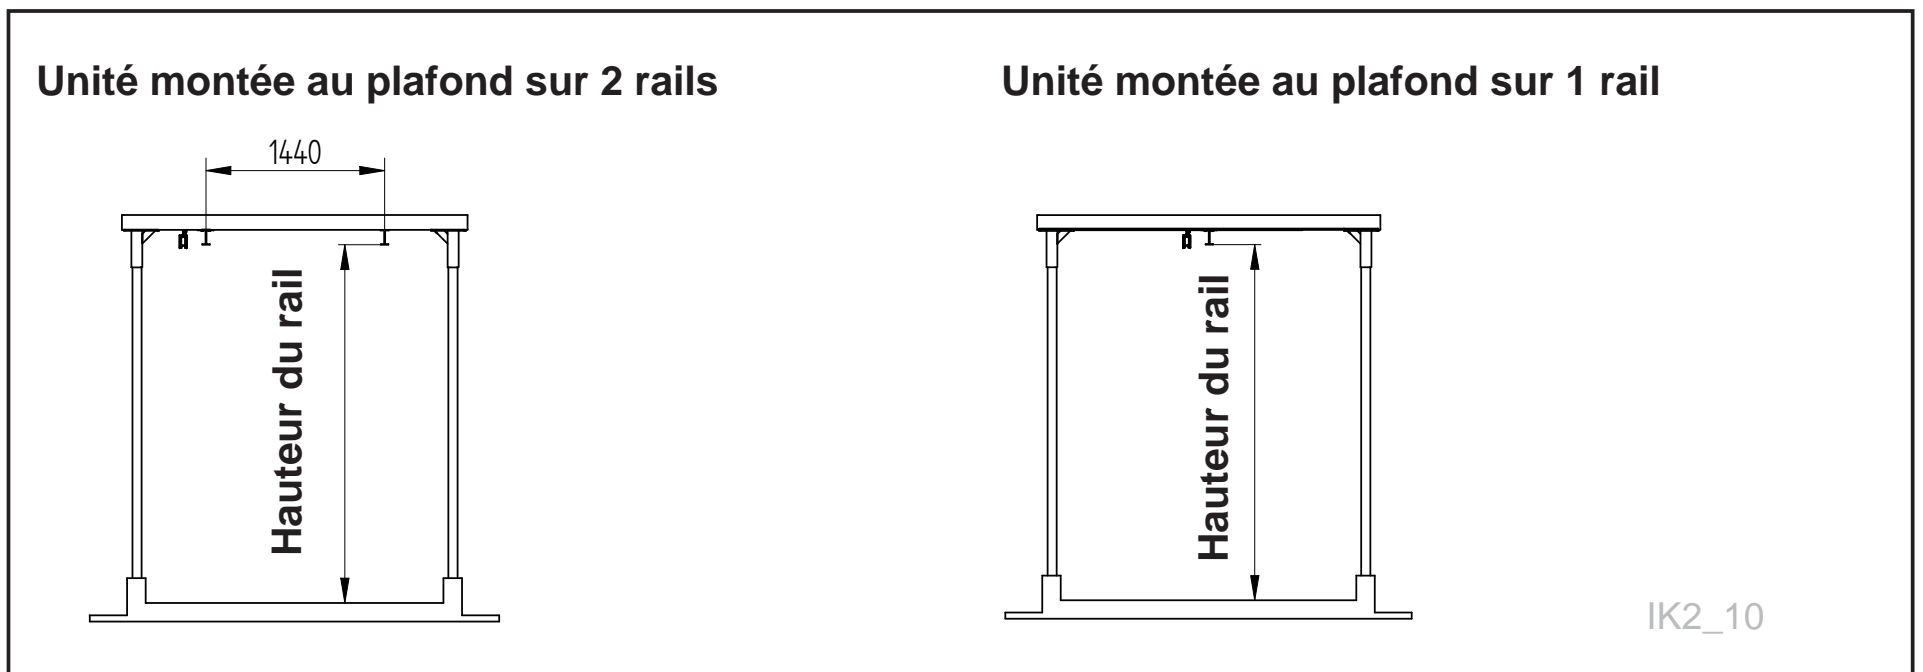 Unité montée au plafond sur 2 rails
1440
Hauteur du rail
Unité montée au plafond sur 1 rail
Hauteur du rail
IK2_10